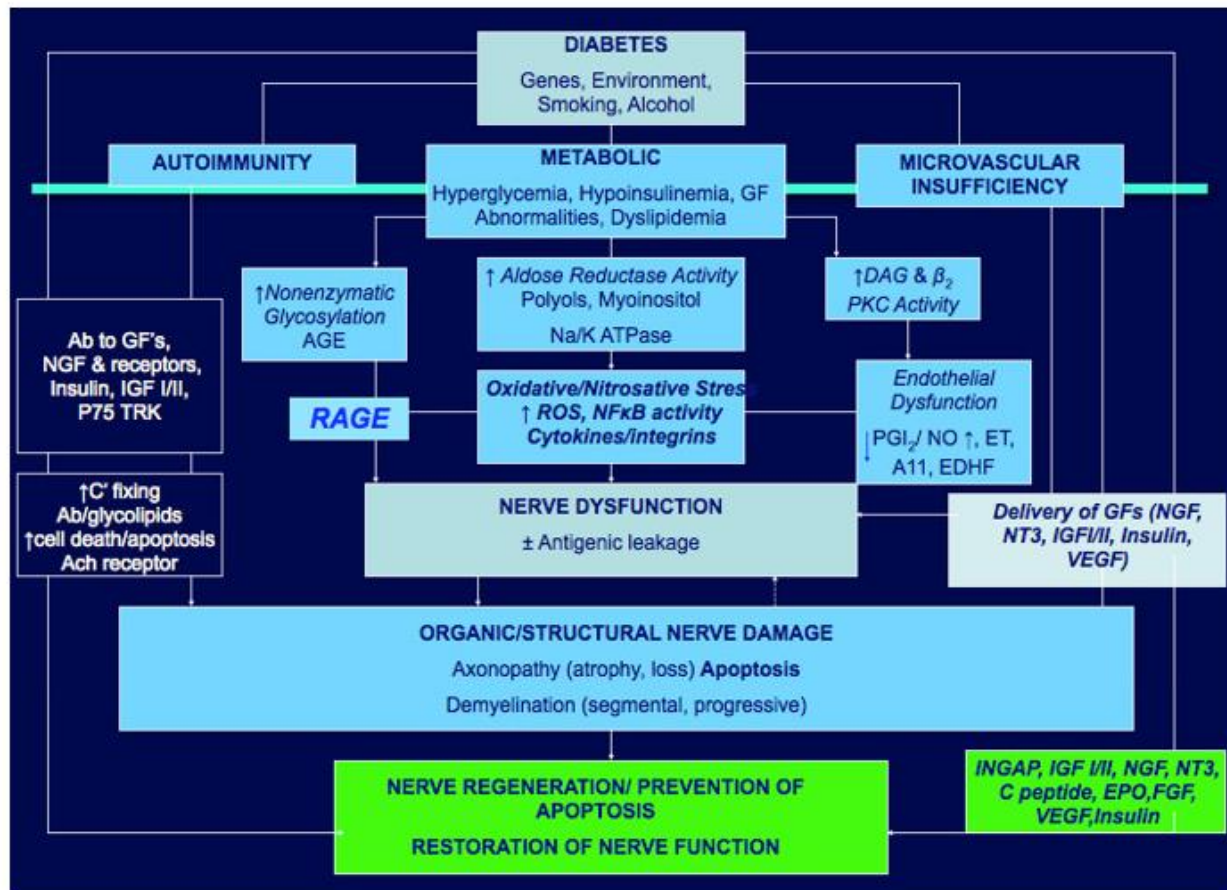 DIABETES
Genes, Environment,
Smoking, Alcohol
AUTOIMMUNITY
METABOLIC
Hyperglycemia, Hypoinsulinemia, GF
Abnormalities, Dyslipidemia
MICROVASCULAR
INSUFFICIENCY
↑Nonenzymatic
Glycosylation
AGE
↑ Aldose Reductase Activity
Polyols, Myoinositol
Na/K ATPase
↑DAG & β₂
PKC Activity
Ab to GF's,
NGF & receptors,
Insulin, IGF I/II,
P75 TRK
RAGE
Oxidative/Nitrosative Stress
↑ ROS, NFκB activity
Cytokines/integrins
Endothelial
Dysfunction
↓PGI₂/ NO ↑, ET,
A11, EDHF
↑C' fixing
Ab/glycolipids
↑cell death/apoptosis
Ach receptor
NERVE DYSFUNCTION
± Antigenic leakage
Delivery of GFs (NGF,
NT3, IGFI/II, Insulin,
VEGF)
ORGANIC/STRUCTURAL NERVE DAMAGE
Axonopathy (atrophy, loss) Apoptosis
Demyelination (segmental, progressive)
NERVE REGENERATION/ PREVENTION OF
APOPTOSIS
RESTORATION OF NERVE FUNCTION
INGAP, IGF I/II, NGF, NT3,
C peptide, EPO,FGF,
VEGF,Insulin